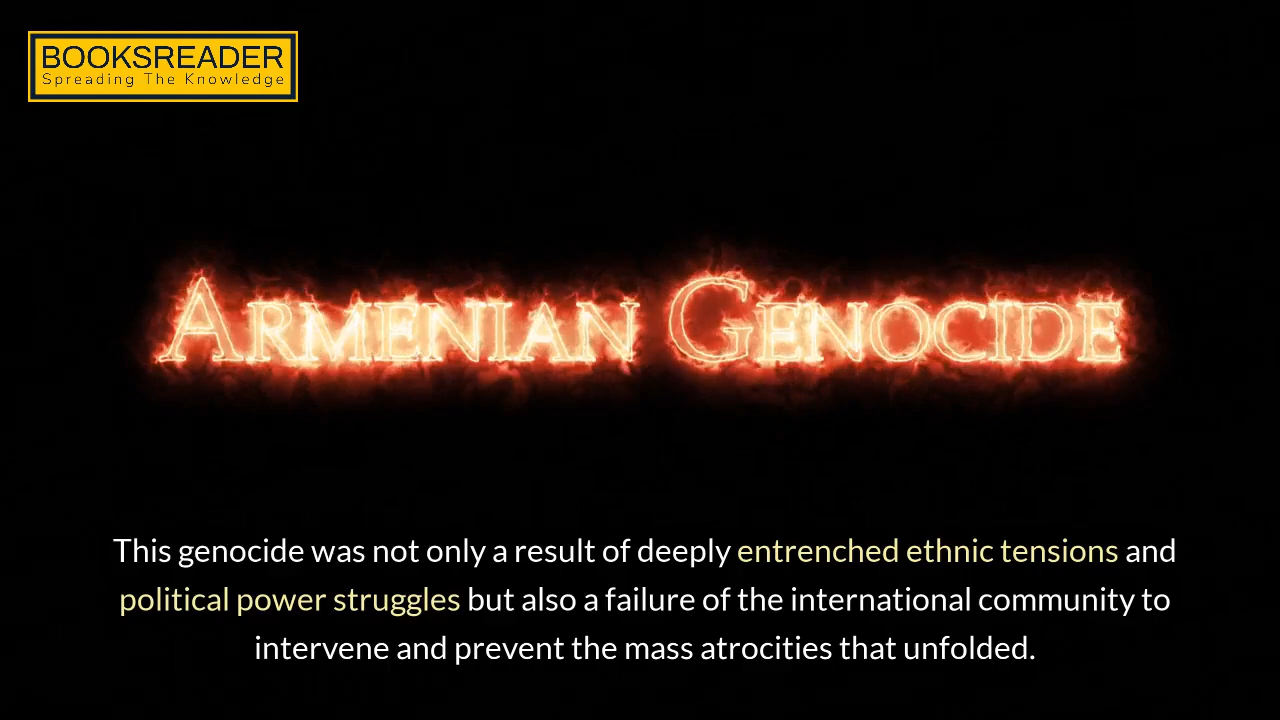 BOOKSREADER
Spreading The Knowledge
ARMENIAN GENOCIDE
This genocide was not only a result of deeply entrenched ethnic tensions and
political power struggles but also a failure of the international community to
intervene and prevent the mass atrocities that unfolded.